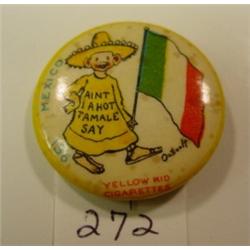 MEXICO
AINT
I A HOT
TAMALE
SAY
Outcault
YELLOW KID
CIGARETTES
272